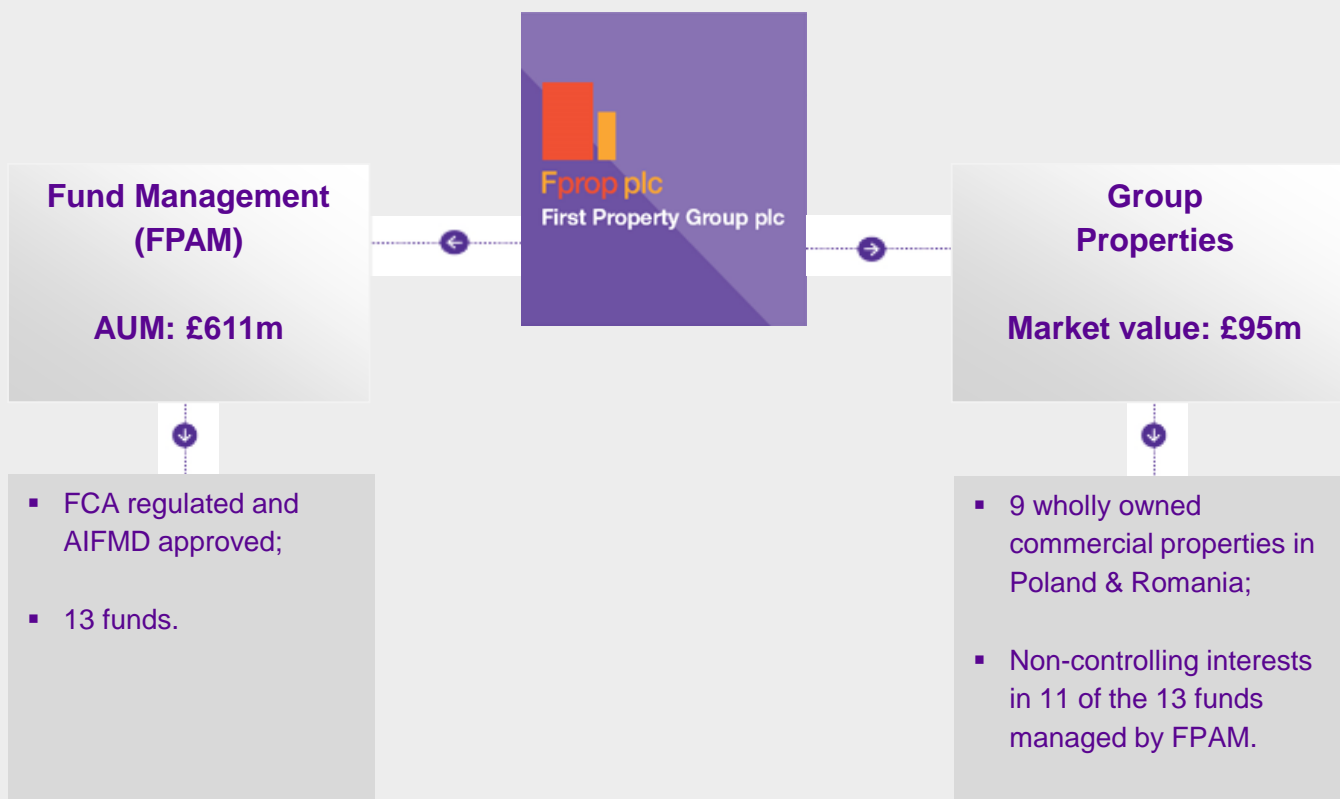 Fprop plc
First Property Group plc
Fund Management
(FPAM)
AUM: £611m
Group
Properties
Market value: £95m
▪ FCA regulated and
AIFMD approved;
▪ 13 funds.
▪ 9 wholly owned
commercial properties in
Poland & Romania;
▪ Non-controlling interests
in 11 of the 13 funds
managed by FPAM.